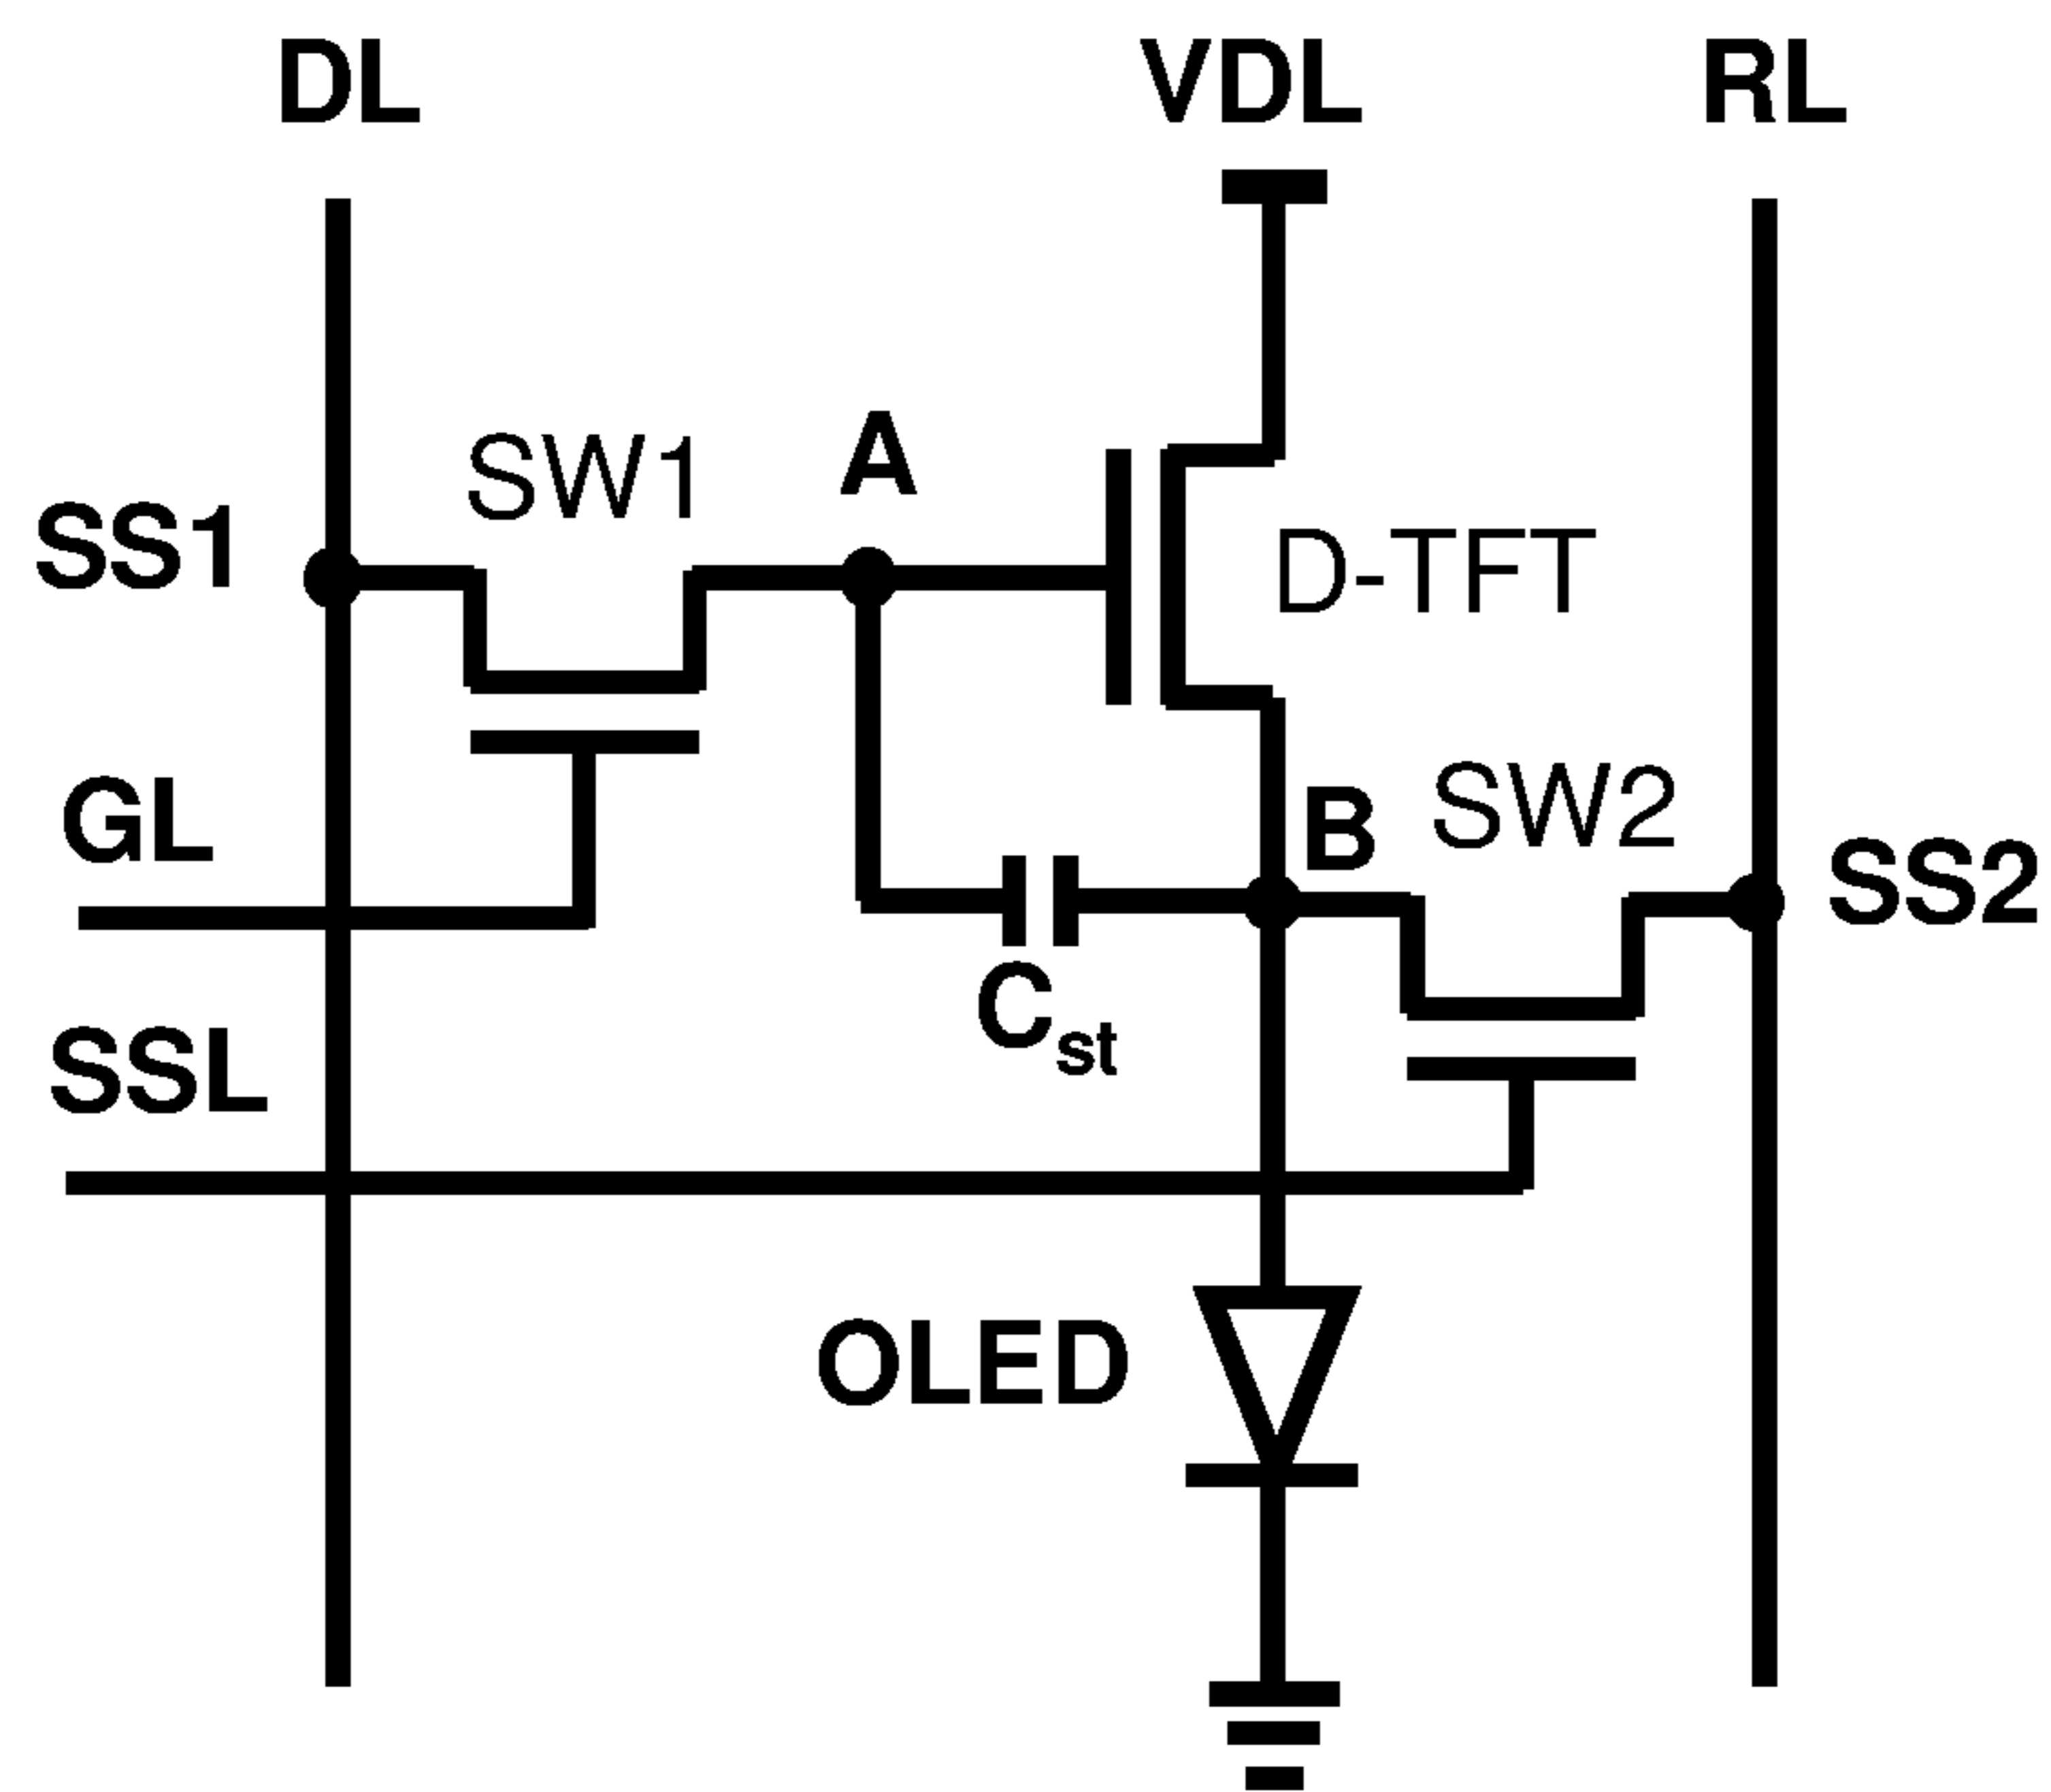 DL
VDL
RL
SW1
A
SS1
D-TFT
GL
B
SW2
SS2
Cst
SSL
OLED